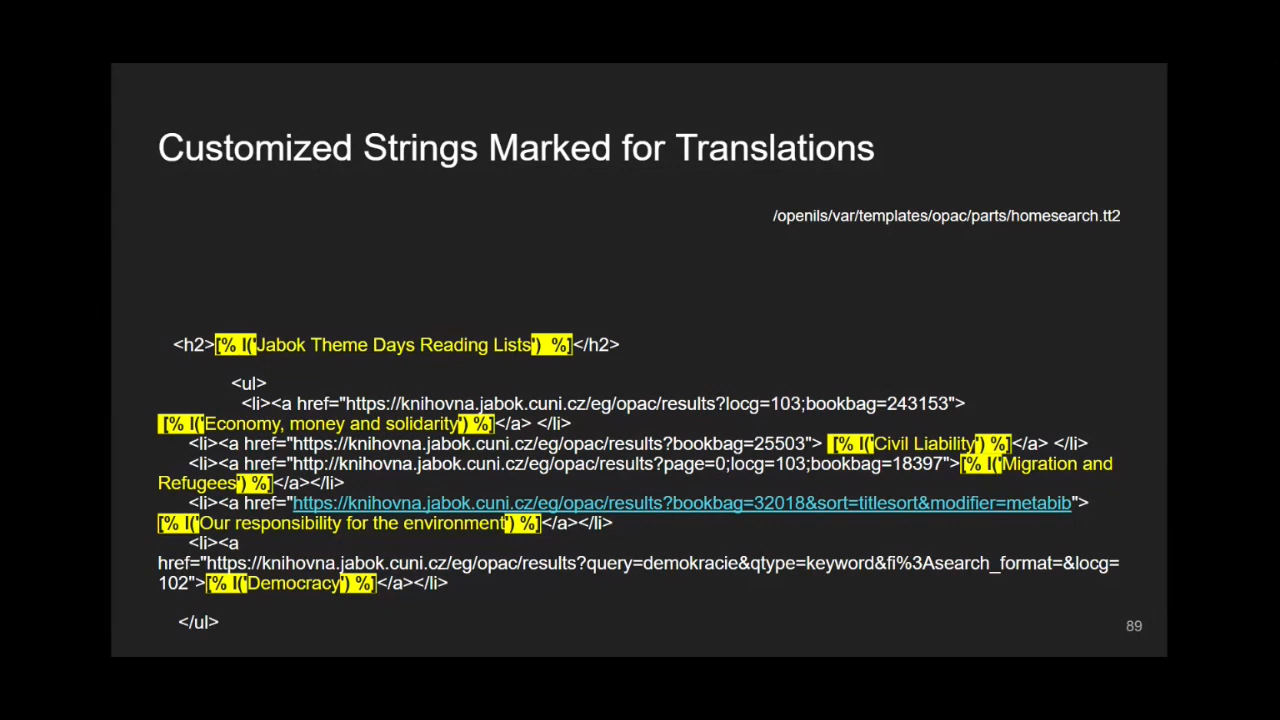 Customized Strings Marked for Translations
/openils/var/templates/opac/parts/homesearch.tt2
<h2>[% l('Jabok Theme Days Reading Lists')  %]</h2>
<ul>
<li><a href="https://knihovna.jabok.cuni.cz/eg/opac/results?locg=103;bookbag=243153">
[% l('Economy, money and solidarity') %]</a> </li>
<li><a href="https://knihovna.jabok.cuni.cz/eg/opac/results?bookbag=25503"> [% l('Civil Liability') %]</a> </li>
<li><a href="http://knihovna.jabok.cuni.cz/eg/opac/results?page=0;locg=103;bookbag=18397">[% l('Migration and
Refugees') %]</a></li>
<li><a href="https://knihovna.jabok.cuni.cz/eg/opac/results?bookbag=32018&sort=titlesort&modifier=metabib">
[% l('Our responsibility for the environment') %]</a></li>
<li><a
href="https://knihovna.jabok.cuni.cz/eg/opac/results?query=demokracie&qtype=keyword&fi%3Asearch_format=&locg=
102">[% l('Democracy') %]</a></li>
</ul>
89